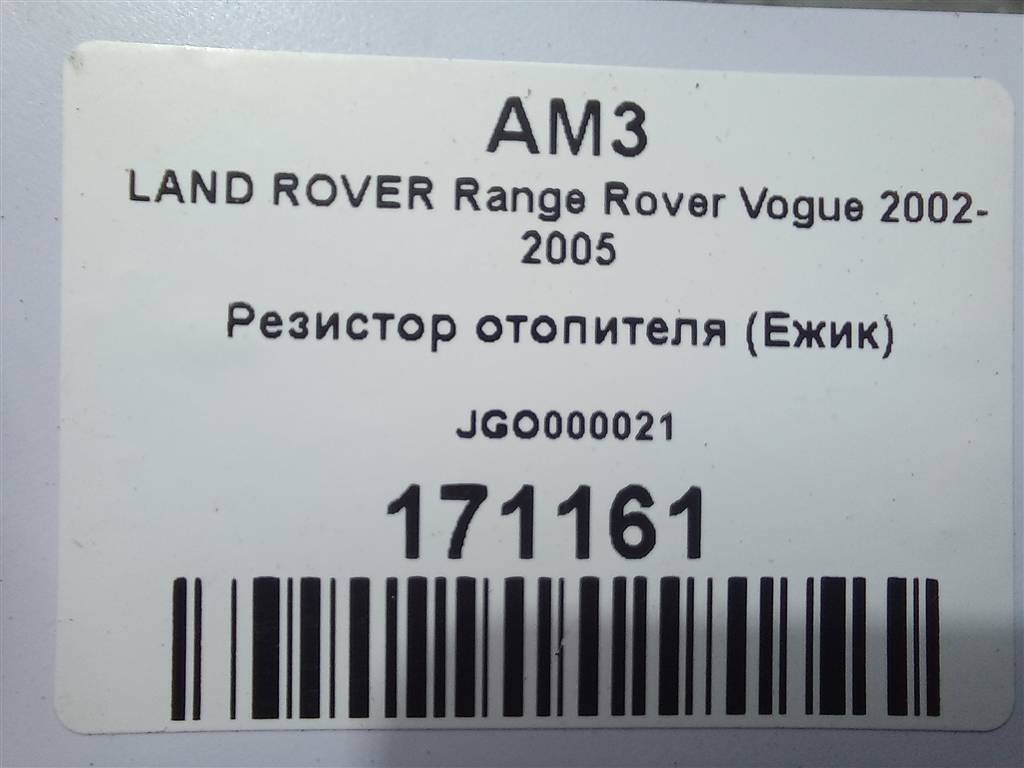 АМЗ
LAND ROVER Range Rover Vogue 2002-
2005
Резистор отопителя (Ежик)
JGO000021
171161